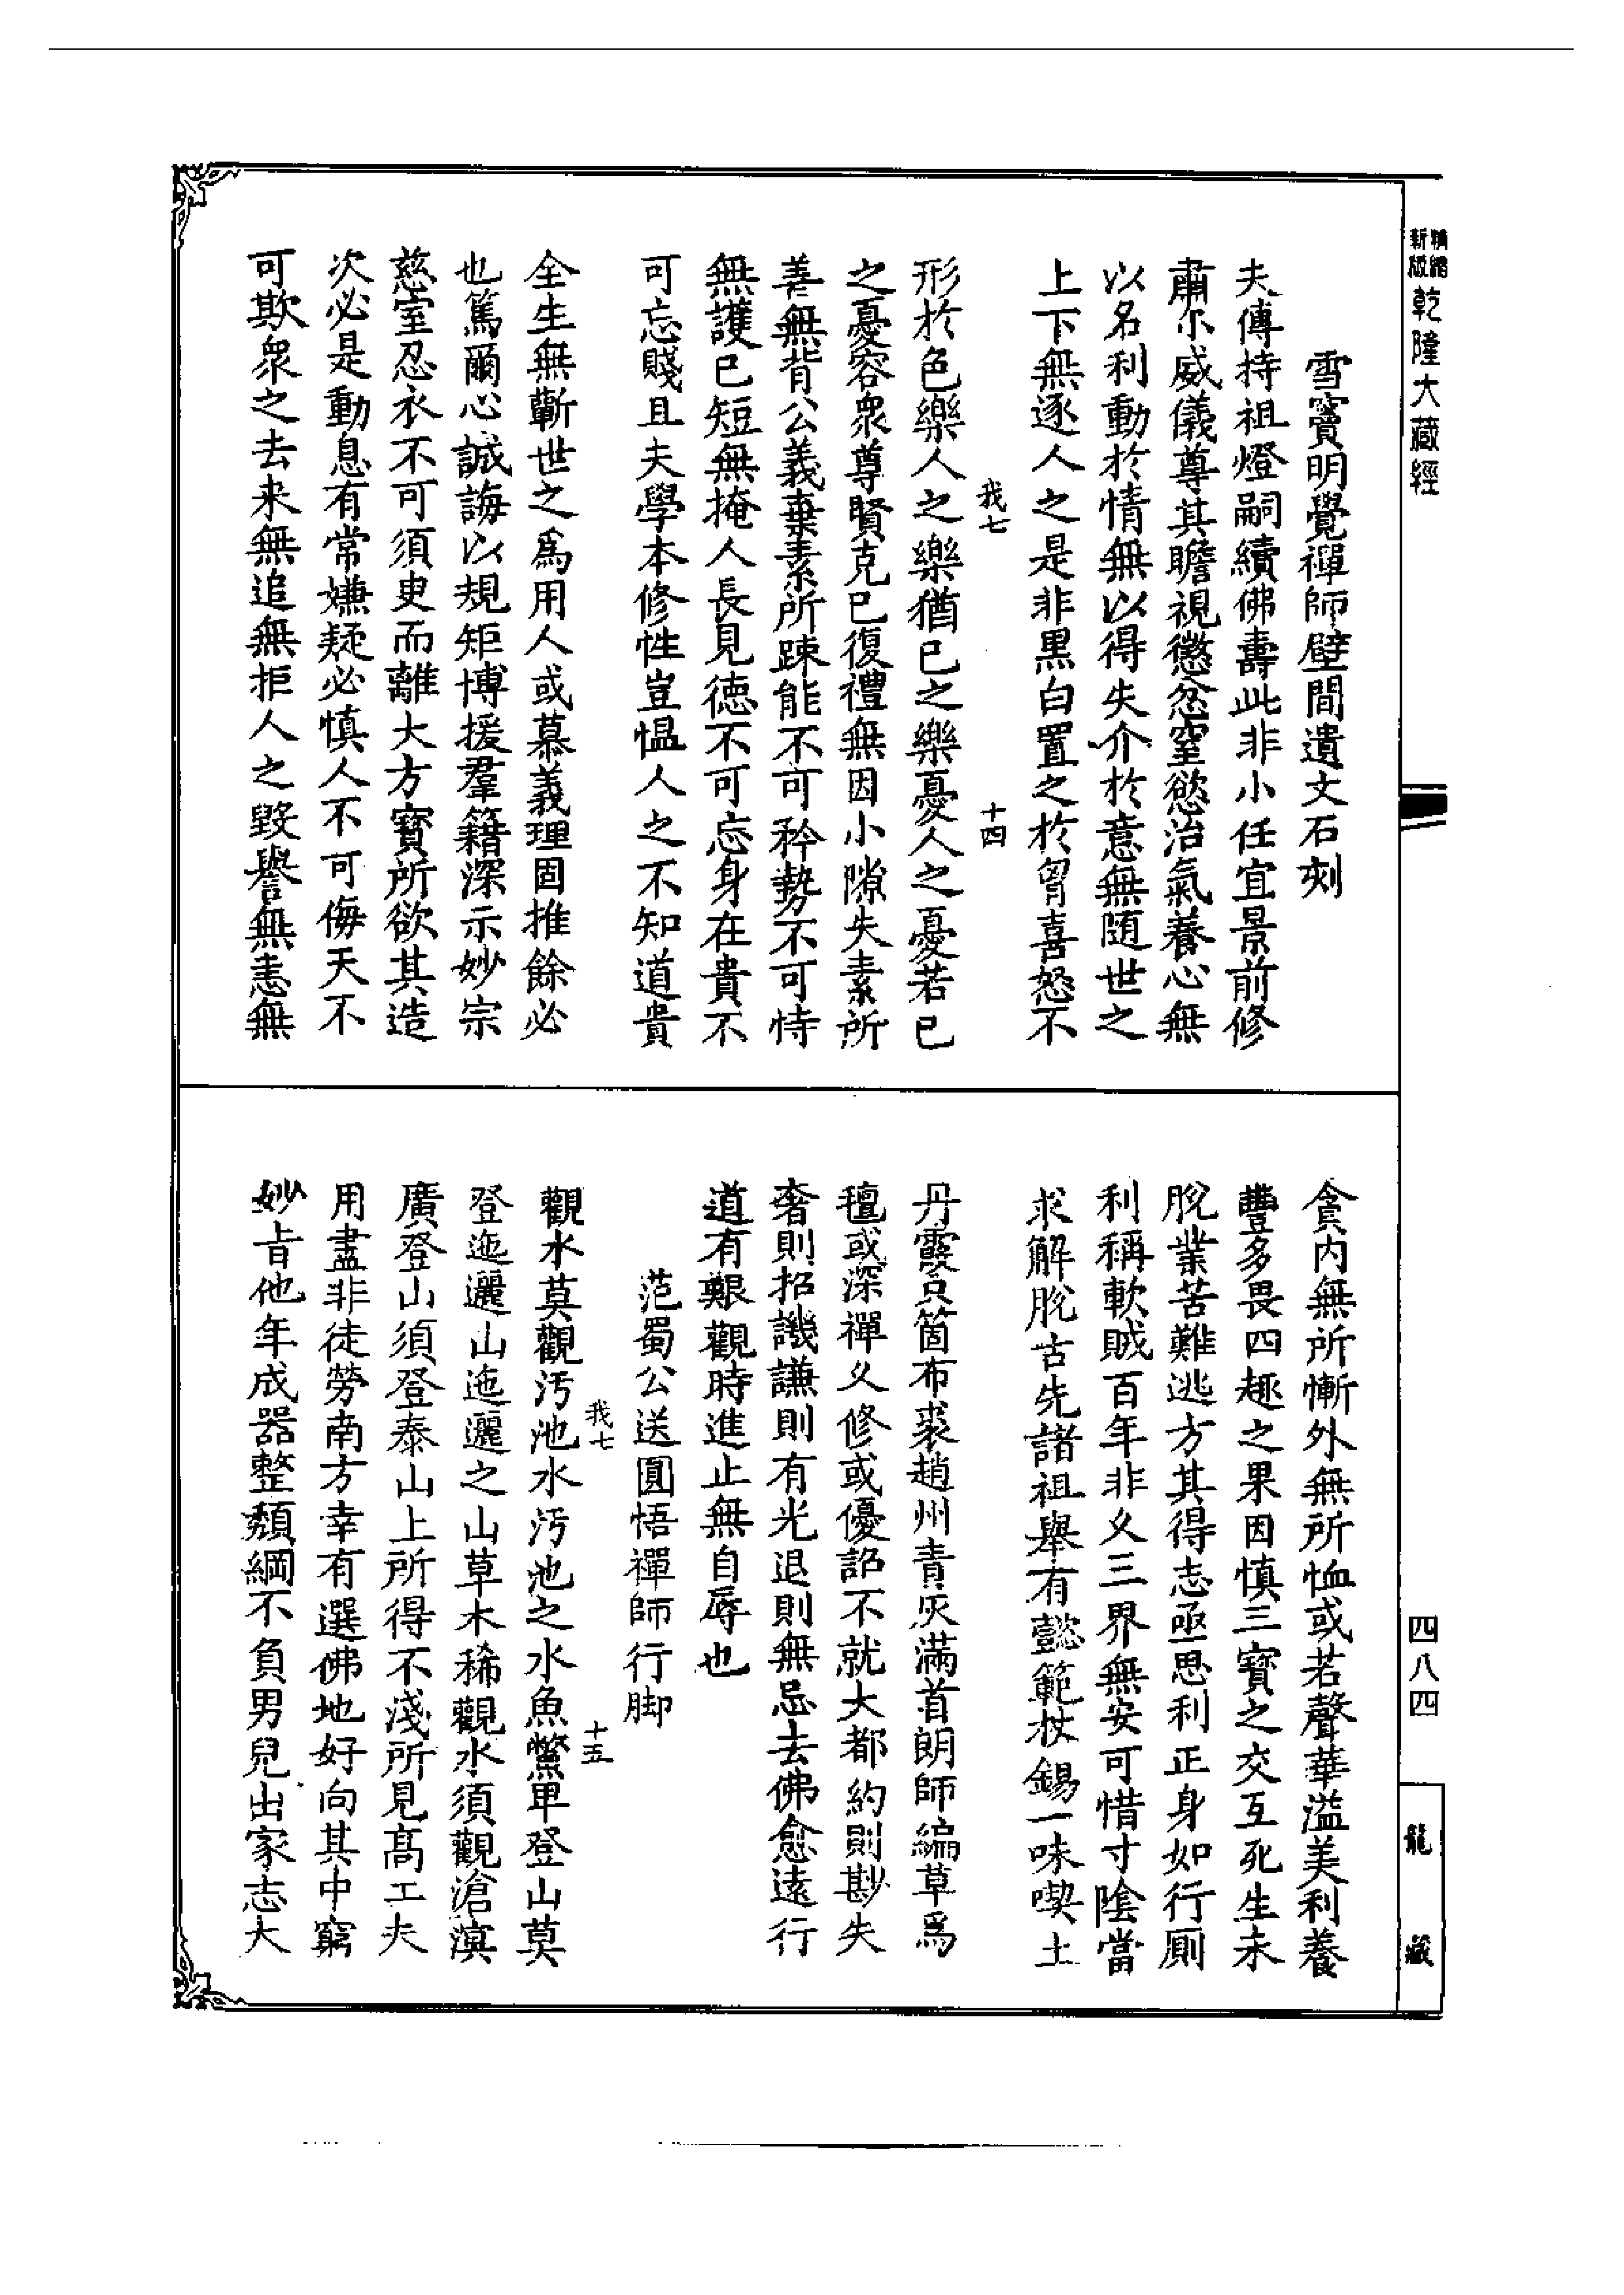 精縮
新版
乾隆大藏經
雪竇明覺禪師壁間遺文石刻
夫傳持祖燈嗣續佛壽此非小任宜景前修
肅尓威儀尊其瞻視懲忿窒慾治氣養心無
以名利動於情無以得失介於意無随世之
上下無逐人之是非黒白置之於胷喜怒不
我七
十四
形於色樂人之樂猶已之樂憂人之憂若已
之憂容衆尊賢克已復禮無因小隙失素所
善無背公義棄素所踈能不可矜勢不可恃
無護已短無掩人長見徳不可忘身在貴不
可忘賤且夫學本修性豈愠人之不知道貴
全生無蘄世之爲用人或慕義理固推餘必
也篤爾心誠誨以規矩博援羣籍深示妙宗
慈室忍衣不可須臾而離大方寳所欲其造
次必是動息有常嫌疑必慎人不可侮天不
可欺衆之去来無追無拒人之毀譽無恚無
貪内無所慚外無所恤或若聲華溢美利養
豐多畏四趣之果因慎三寳之交互死生未
脫業苦難逃方其得志亟思利正身如行厠
利稱軟賊百年非久三界無安可惜寸陰當
求解脫古先諸祖舉有懿範杖錫一味喫土
丹霞只箇布裘趙州青灰滿首朗師編草爲
氊或深禪久修或優詔不就大都約則尠失
奢則招譏謙則有光退則無忌去佛愈遠行
道有艱觀時進止無自辱也
范蜀公送圓悟禪師行脚
我七
十五
觀水莫觀汚池水汚池之水魚鱉卑登山莫
登迤邐山迤邐之山草木稀觀水須觀滄溟
廣登山須登泰山上所得不淺所見髙工夫
用盡非徒勞南方幸有選佛地好向其中窮
妙旨他年成器整頹綱不負男兒出家志大
四八四
龍藏